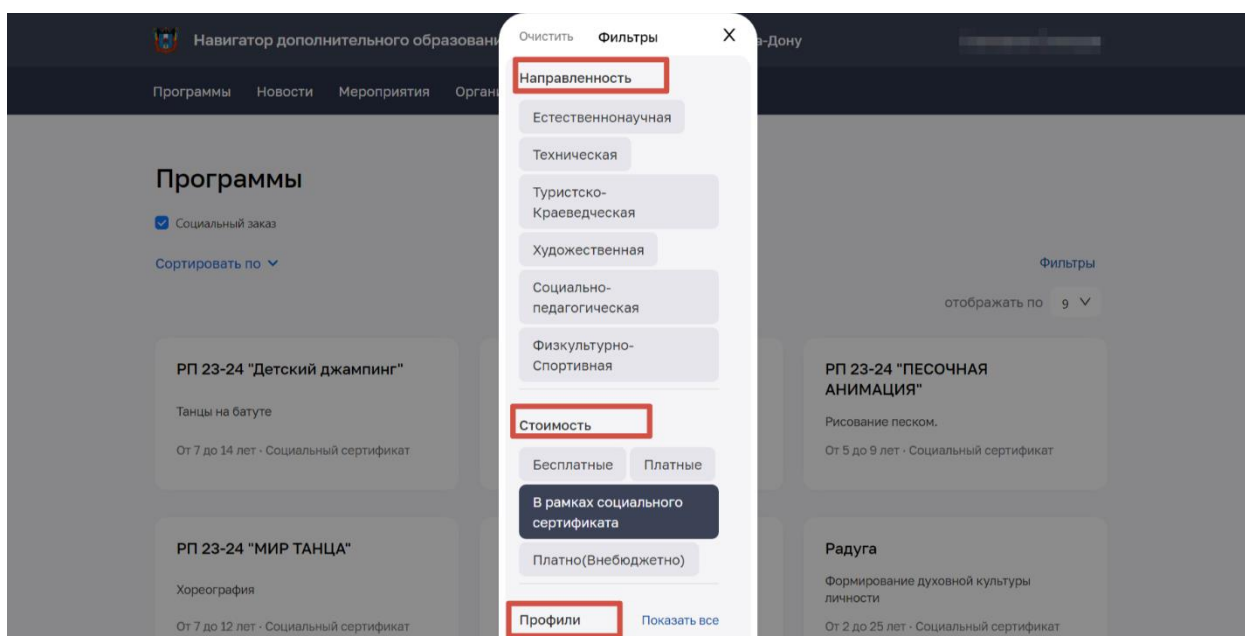 Навигатор дополнительного образовани
а-Дону
Программы Новости Мероприятия Органи
Очистить Фильтры X
Направленность
Естественнонаучная
Техническая
Туристско-
Краеведческая
Художественная
Социально-
педагогическая
Физкультурно-
Спортивная
Стоимость
Бесплатные Платные
В рамках социального
сертификата
Платно(Внебюджетно)
Профили Показать все
Программы
Социальный заказ
Сортировать по
Фильтры
отображать по 9
РП 23-24 "Детский джампинг"
Танцы на батуте
От 7 до 14 лет · Социальный сертификат
РП 23-24 "ПЕСОЧНАЯ
АНИМАЦИЯ"
Рисование песком.
От 5 до 9 лет · Социальный сертификат
РП 23-24 "МИР ТАНЦА"
Хореография
От 7 до 12 лет · Социальный сертификат
Радуга
Формирование духовной культуры
личности
От 2 до 25 лет · Социальный сертификат